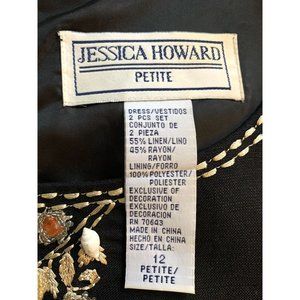 JESSICA HOWARD
PETITE
DRESS/VESTIDOS
2 PCS SET
CONJUNTO DE
2 PIEZA
55% LINEN/LINO
45% RAYON/
RAYON
LINING/FORRO
100% POLYESTER/
POLIESTER
EXCLUSIVE OF
DECORATION
EXCLUSIVO DE
DECORACION
RN 70643
MADE IN CHINA
HECHO EN CHINA
SIZE/TALLA:
12
PETITE/
PETITE